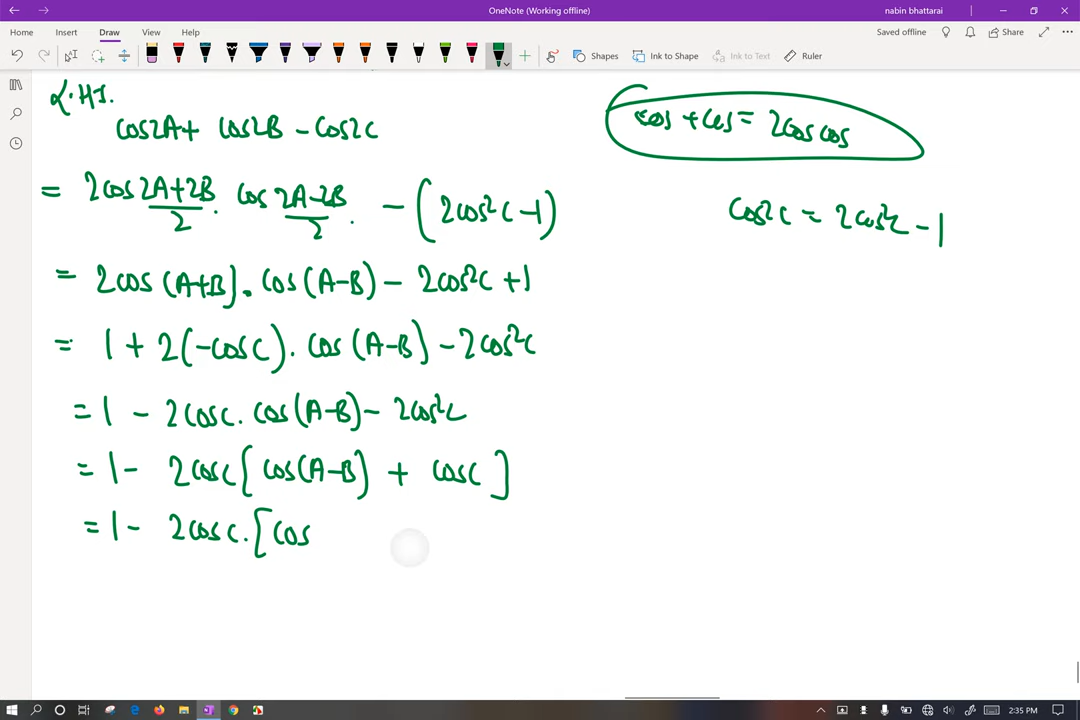 OneNote (Working offline)
nabin bhattarai
Home Insert Draw View Help
Saved offline
Share
Shapes
Ink to Shape
Ink to Text
Ruler
L.H.S.
cos2A + cos2B - cos2C
cos + cos = 2cos cos
= 2cos (2A+2B)/2 . cos (2A-2B)/2 . - (2cos²C - 1)
cos2C = 2cos²C - 1
= 2cos (A+B) . cos (A-B) - 2cos²C + 1
= 1 + 2(-cosC) . cos (A-B) - 2cos²C
= 1 - 2cosC. cos (A-B) - 2cos²C
= 1 - 2cosC [ cos(A-B) + cosC ]
= 1 - 2cosC. [ cos
2:35 PM